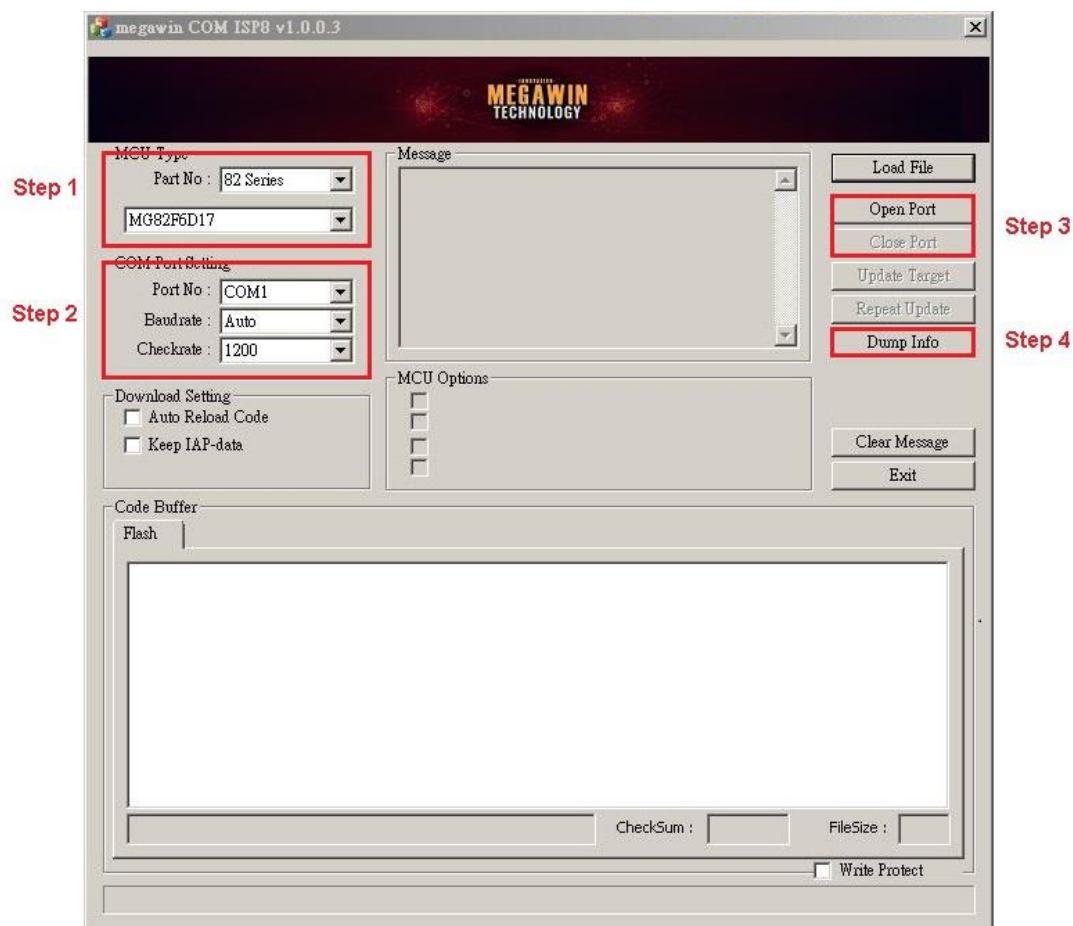 megawin COM ISP8 v1.0.0.3
INNOVATIVE
MEGAWIN
TECHNOLOGY
Step 1
MCU Type
Part No : 82 Series
MG82F6D17
Step 2
COM Port Setting
Port No : COM1
Baudrate : Auto
Checkrate : 1200
Message
Load File
Open Port
Close Port
Step 3
Update Target
Repeat Update
Dump Info
Step 4
Download Setting
Auto Reload Code
Keep IAP-data
MCU Options
Clear Message
Exit
Code Buffer
Flash
CheckSum :
FileSize :
Write Protect